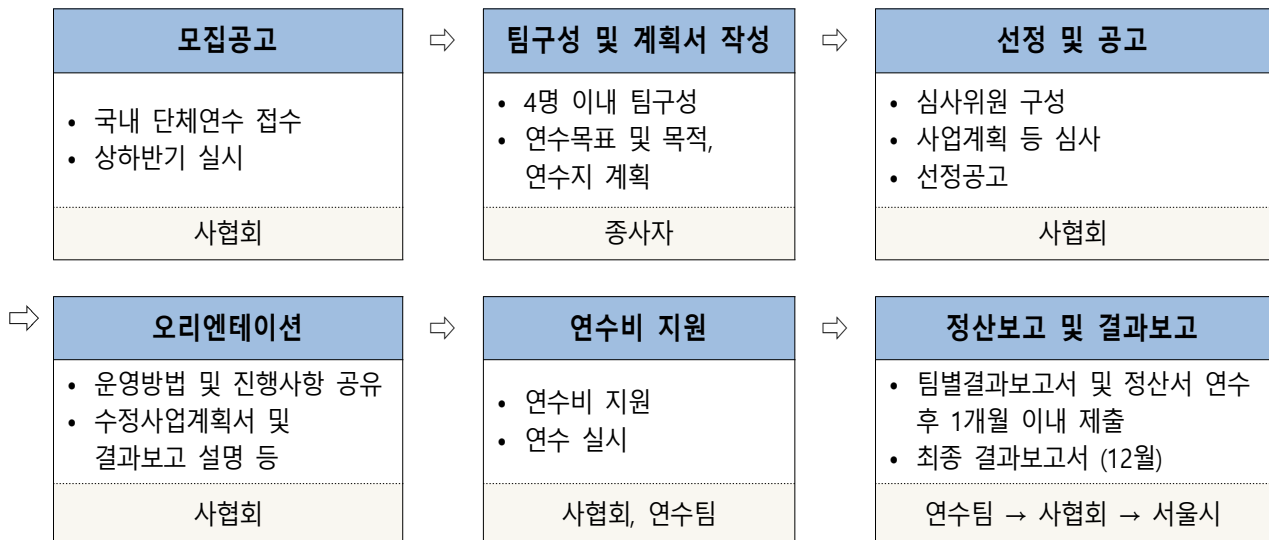 모집공고
⇨
팀구성 및 계획서 작성
⇨
선정 및 공고
• 국내 단체연수 접수
• 상하반기 실시
• 4명 이내 팀구성
• 연수목표 및 목적,
연수지 계획
• 심사위원 구성
• 사업계획 등 심사
• 선정공고
사협회
종사자
사협회
⇨
오리엔테이션
⇨
연수비 지원
⇨
정산보고 및 결과보고
• 운영방법 및 진행사항 공유
• 수정사업계획서 및
결과보고 설명 등
• 연수비 지원
• 연수 실시
• 팀별결과보고서 및 정산서 연수
후 1개월 이내 제출
• 최종 결과보고서 (12월)
사협회
사협회, 연수팀
연수팀 → 사협회 → 서울시